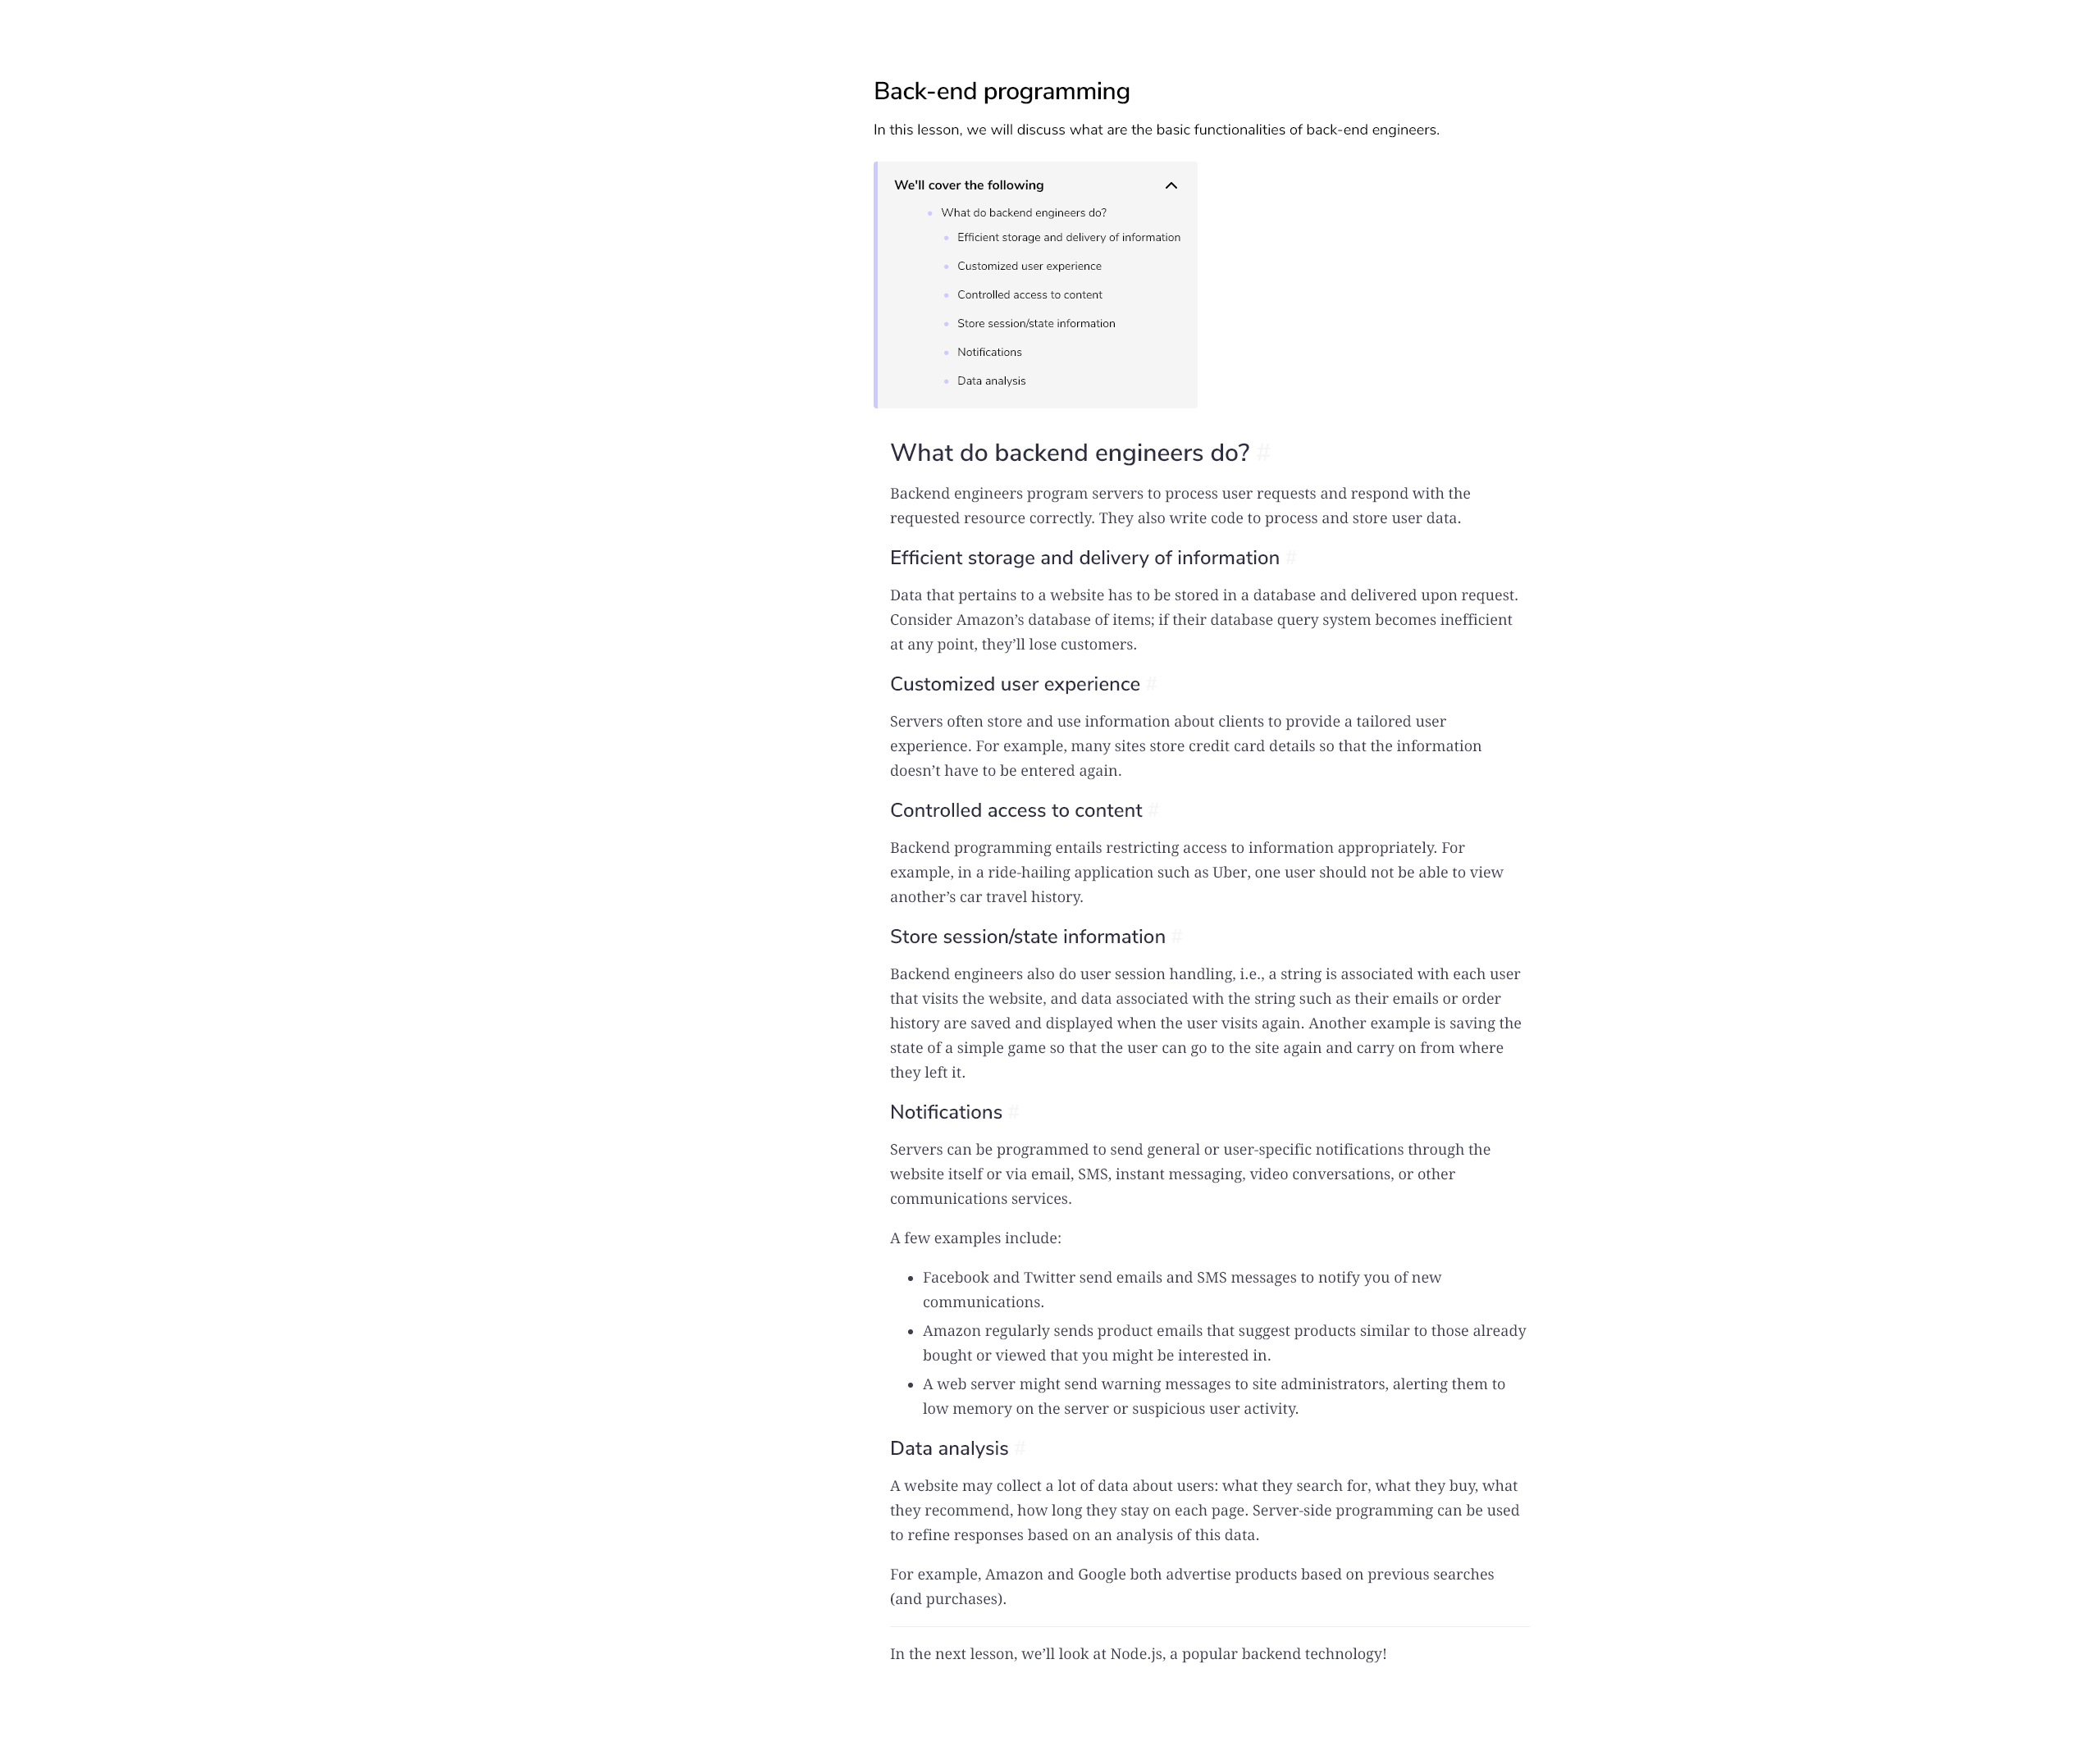 Back-end programming
In this lesson, we will discuss what are the basic functionalities of back-end engineers.
We'll cover the following
What do backend engineers do?
Efficient storage and delivery of information
Customized user experience
Controlled access to content
Store session/state information
Notifications
Data analysis
What do backend engineers do? #
Backend engineers program servers to process user requests and respond with the
requested resource correctly. They also write code to process and store user data.
Efficient storage and delivery of information #
Data that pertains to a website has to be stored in a database and delivered upon request.
Consider Amazon’s database of items; if their database query system becomes inefficient
at any point, they’ll lose customers.
Customized user experience #
Servers often store and use information about clients to provide a tailored user
experience. For example, many sites store credit card details so that the information
doesn’t have to be entered again.
Controlled access to content #
Backend programming entails restricting access to information appropriately. For
example, in a ride-hailing application such as Uber, one user should not be able to view
another’s car travel history.
Store session/state information #
Backend engineers also do user session handling, i.e., a string is associated with each user
that visits the website, and data associated with the string such as their emails or order
history are saved and displayed when the user visits again. Another example is saving the
state of a simple game so that the user can go to the site again and carry on from where
they left it.
Notifications #
Servers can be programmed to send general or user-specific notifications through the
website itself or via email, SMS, instant messaging, video conversations, or other
communications services.
A few examples include:
• Facebook and Twitter send emails and SMS messages to notify you of new
communications.
• Amazon regularly sends product emails that suggest products similar to those already
bought or viewed that you might be interested in.
• A web server might send warning messages to site administrators, alerting them to
low memory on the server or suspicious user activity.
Data analysis #
A website may collect a lot of data about users: what they search for, what they buy, what
they recommend, how long they stay on each page. Server-side programming can be used
to refine responses based on an analysis of this data.
For example, Amazon and Google both advertise products based on previous searches
(and purchases).
In the next lesson, we’ll look at Node.js, a popular backend technology!